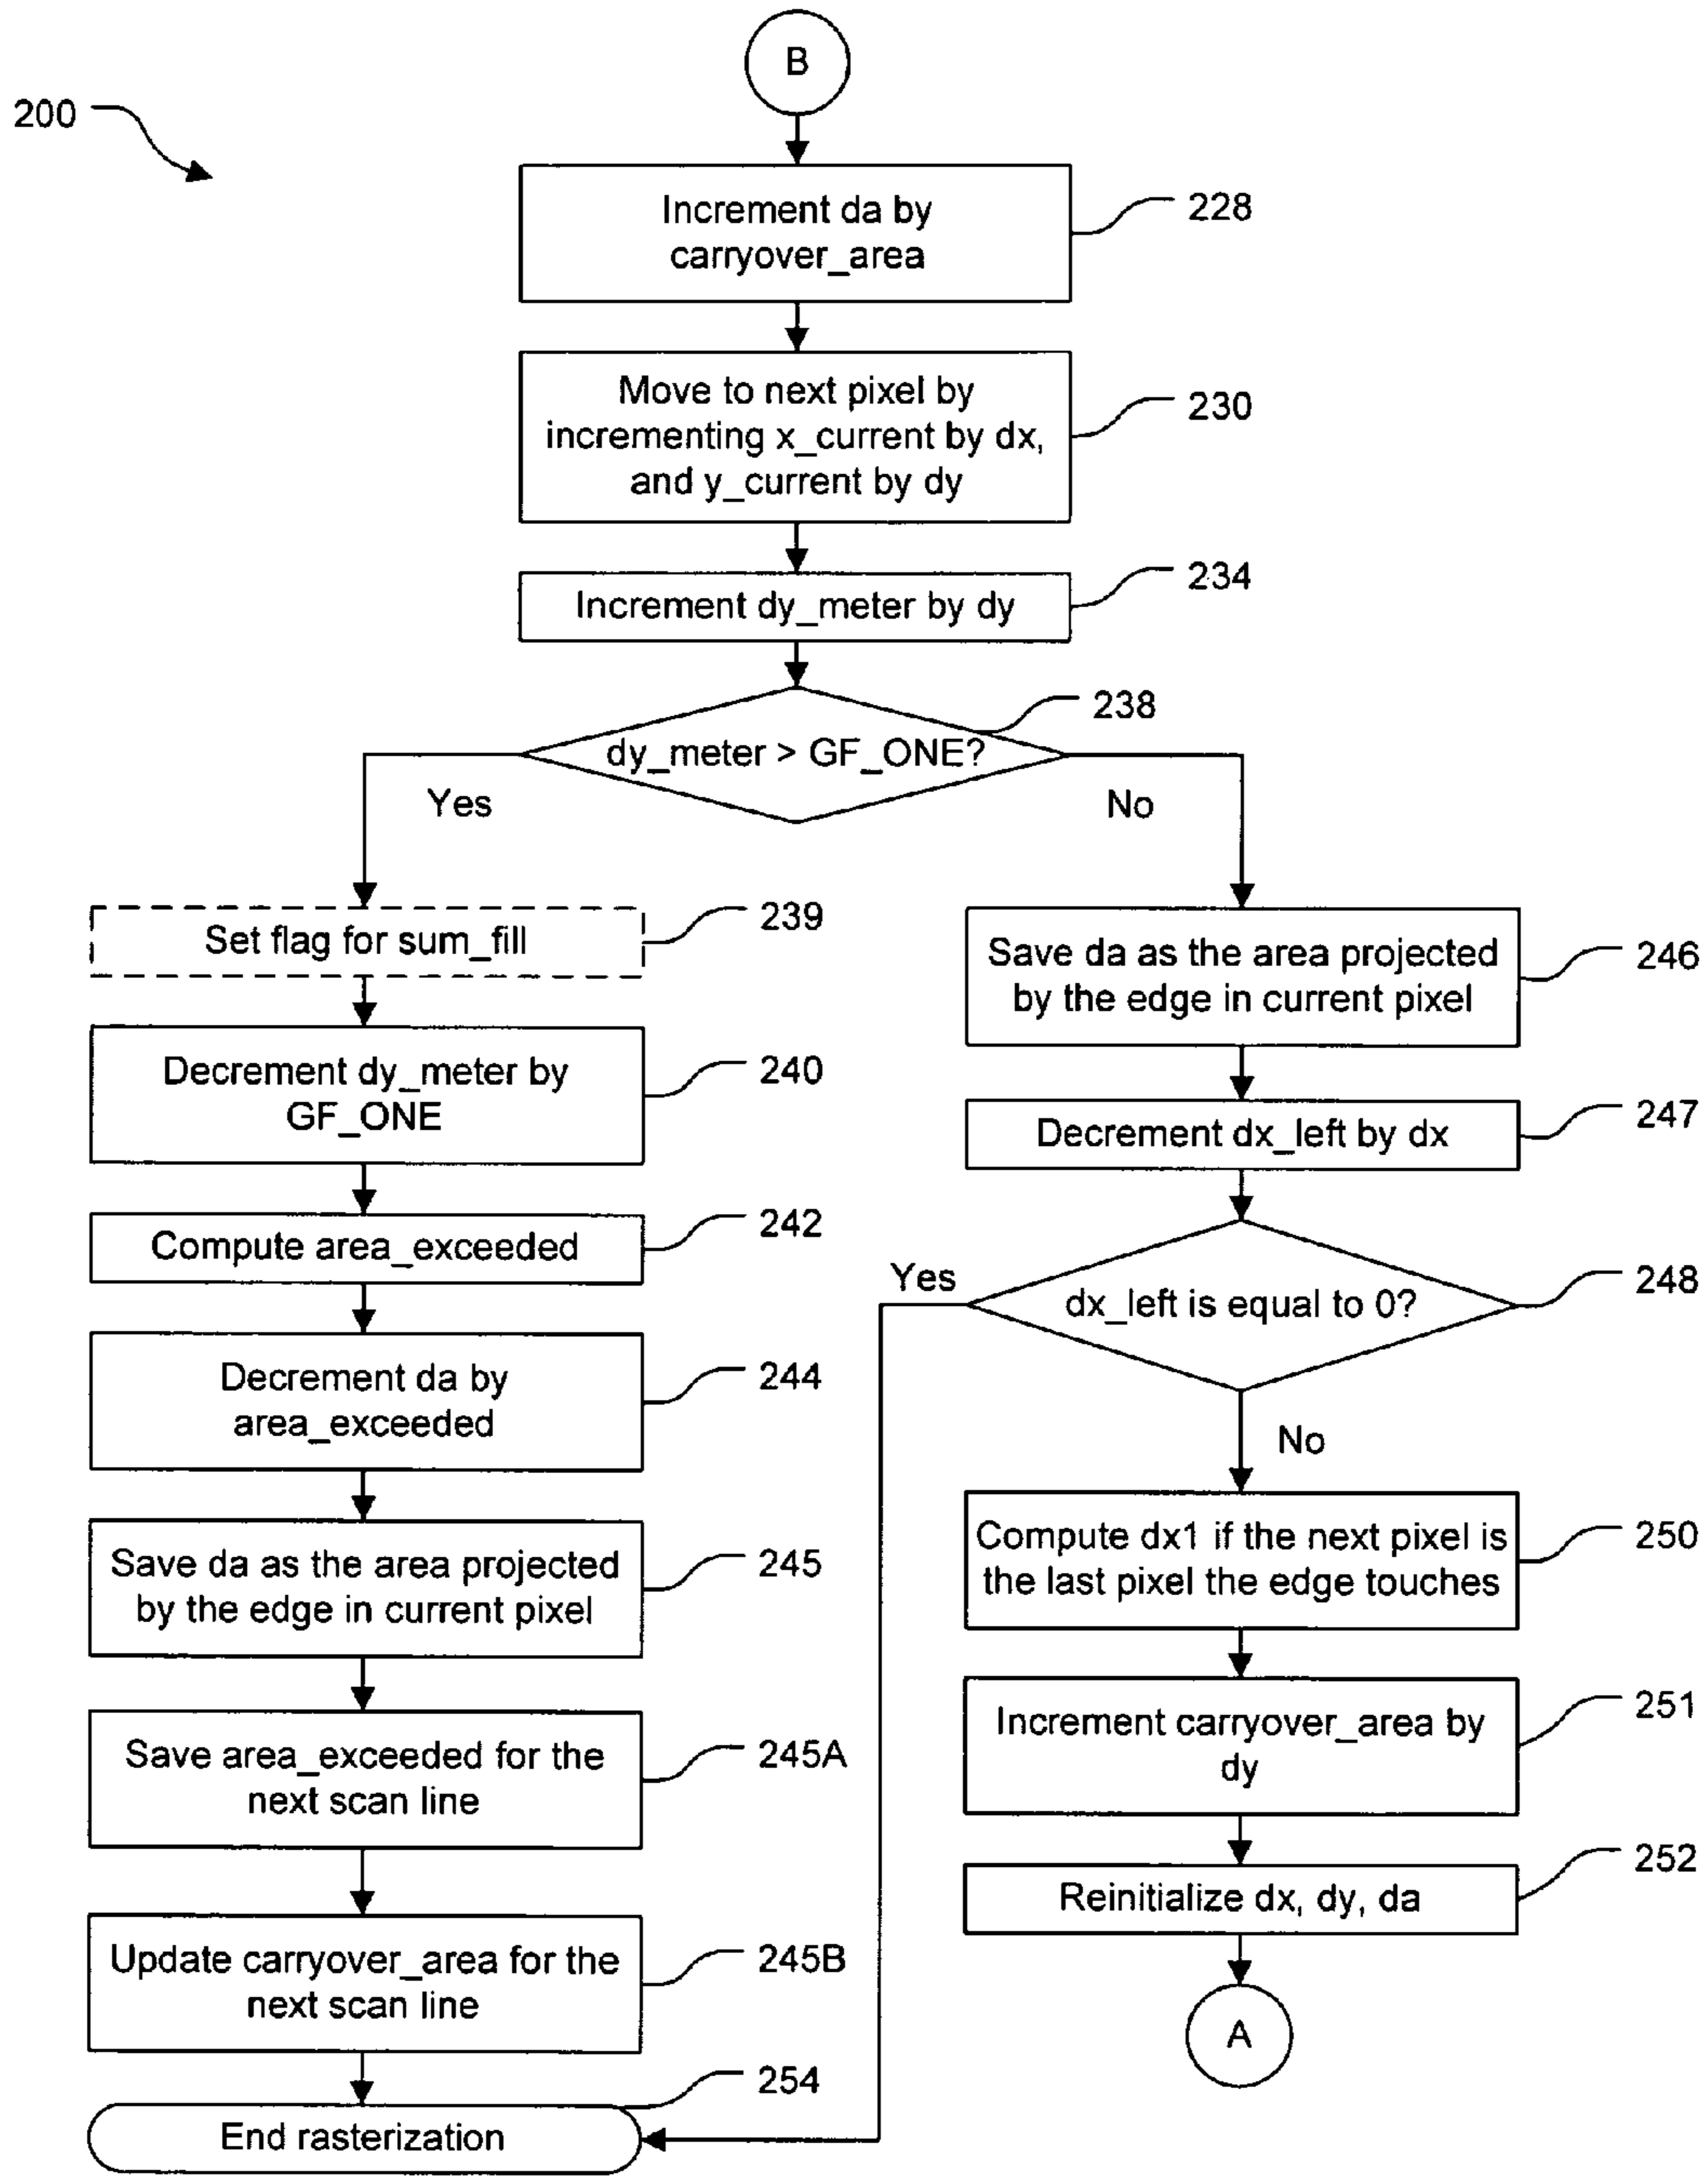 B
200
Increment da by
carryover_area
228
Move to next pixel by
incrementing x_current by dx,
and y_current by dy
230
Increment dy_meter by dy
234
dy_meter > GF_ONE?
238
Yes
No
Set flag for sum_fill
239
Decrement dy_meter by
GF_ONE
240
Compute area_exceeded
242
Decrement da by
area_exceeded
244
Save da as the area projected
by the edge in current pixel
245
Save area_exceeded for the
next scan line
245A
Update carryover_area for the
next scan line
245B
End rasterization
254
Save da as the area projected
by the edge in current pixel
246
Decrement dx_left by dx
247
dx_left is equal to 0?
248
Yes
No
Compute dx1 if the next pixel is
the last pixel the edge touches
250
Increment carryover_area by
dy
251
Reinitialize dx, dy, da
252
A